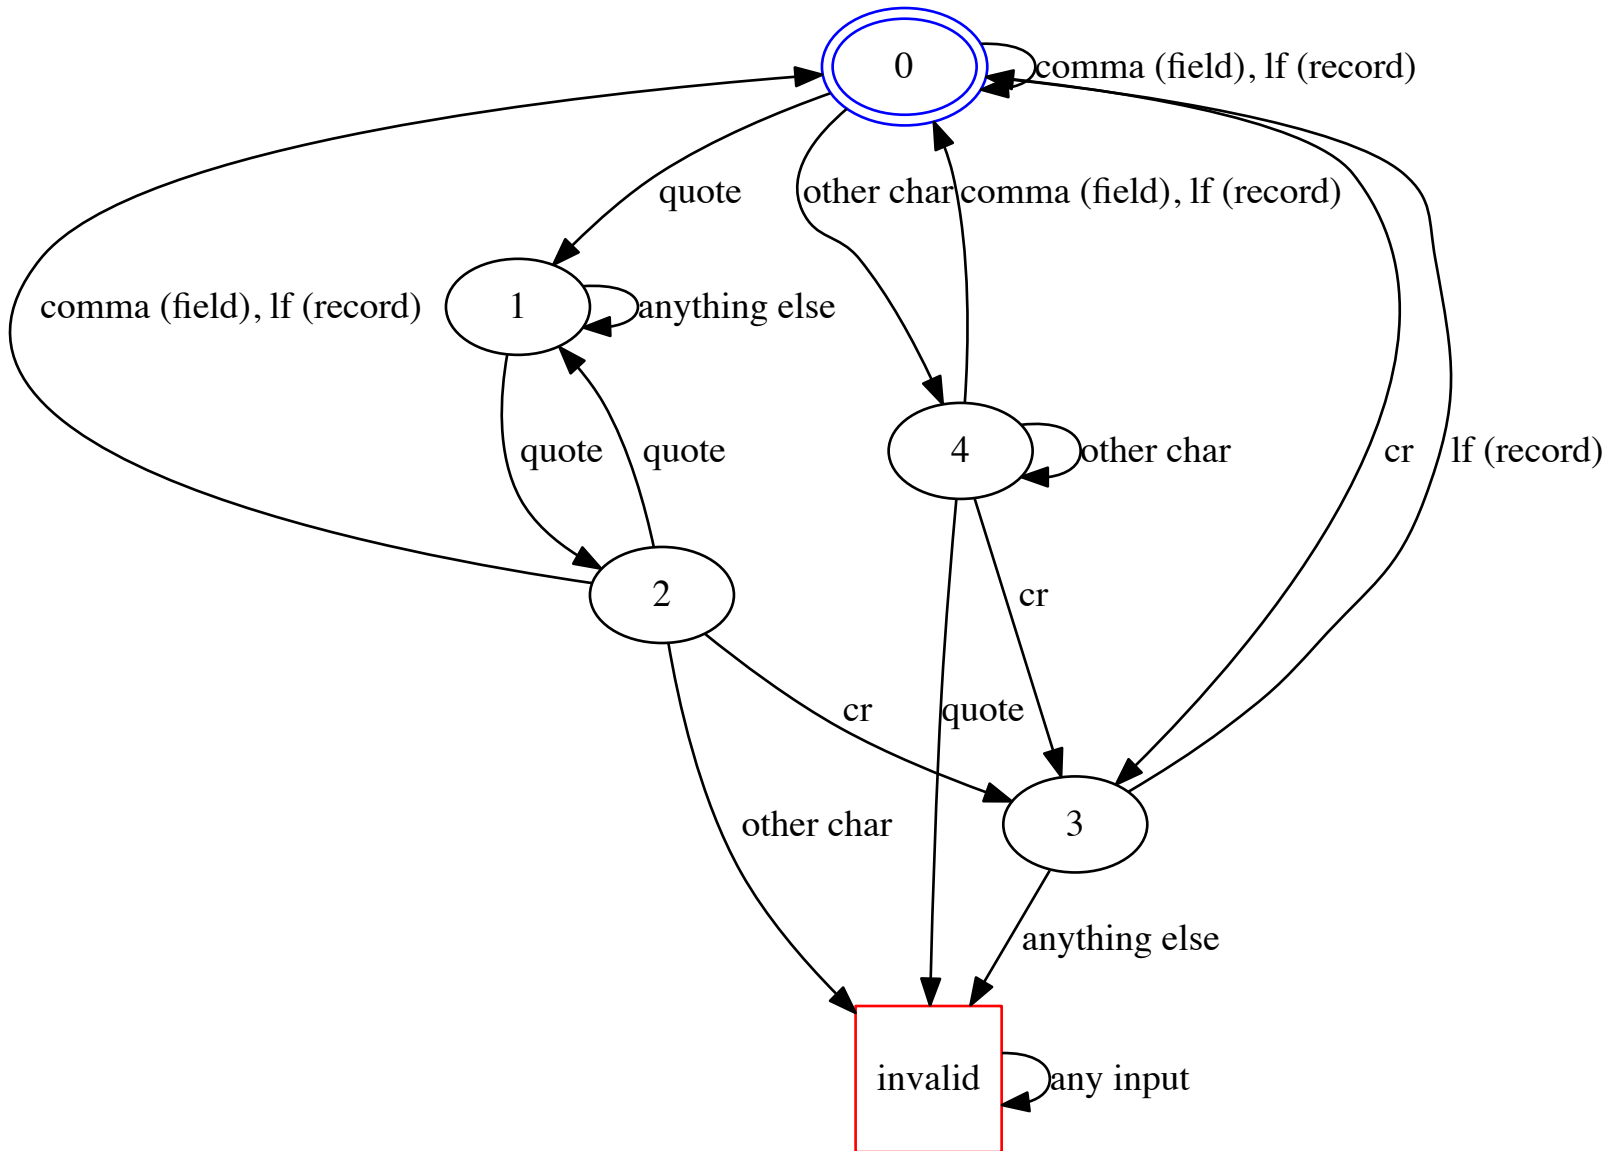 0
comma (field), lf (record)
quote
other char
comma (field), lf (record)
comma (field), lf (record)
1
anything else
quote
quote
4
other char
cr
lf (record)
2
cr
cr
quote
other char
3
anything else
invalid
any input